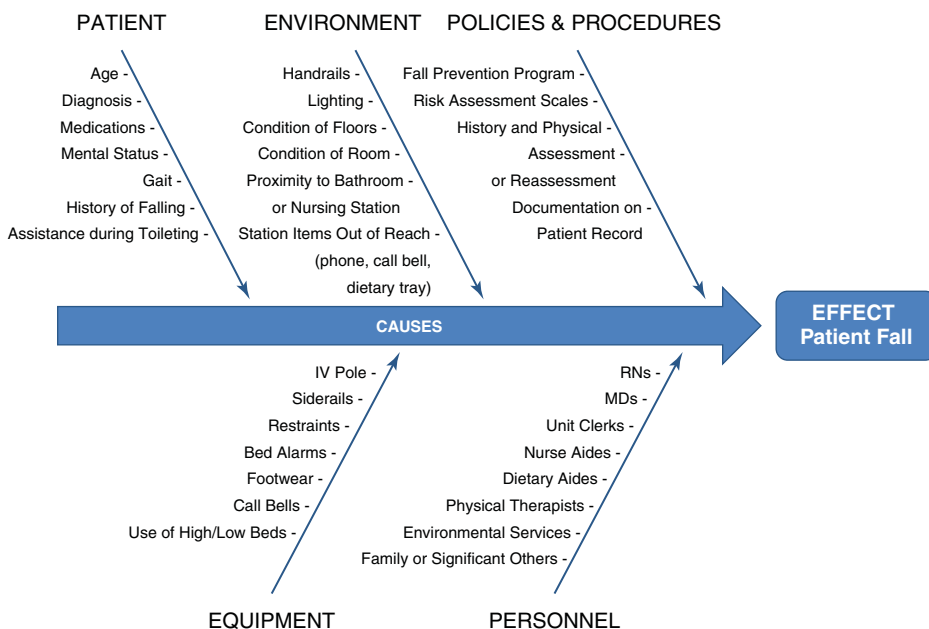 PATIENT
Age -
Diagnosis -
Medications -
Mental Status -
Gait -
History of Falling -
Assistance during Toileting -
ENVIRONMENT
Handrails -
Lighting -
Condition of Floors -
Condition of Room -
Proximity to Bathroom -
or Nursing Station
Station Items Out of Reach -
(phone, call bell,
dietary tray)
POLICIES & PROCEDURES
Fall Prevention Program -
Risk Assessment Scales -
History and Physical -
Assessment -
or Reassessment
Documentation on -
Patient Record
CAUSES
EFFECT
Patient Fall
IV Pole -
Siderails -
Restraints -
Bed Alarms -
Footwear -
Call Bells -
Use of High/Low Beds -
EQUIPMENT
RNs -
MDs -
Unit Clerks -
Nurse Aides -
Dietary Aides -
Physical Therapists -
Environmental Services -
Family or Significant Others -
PERSONNEL